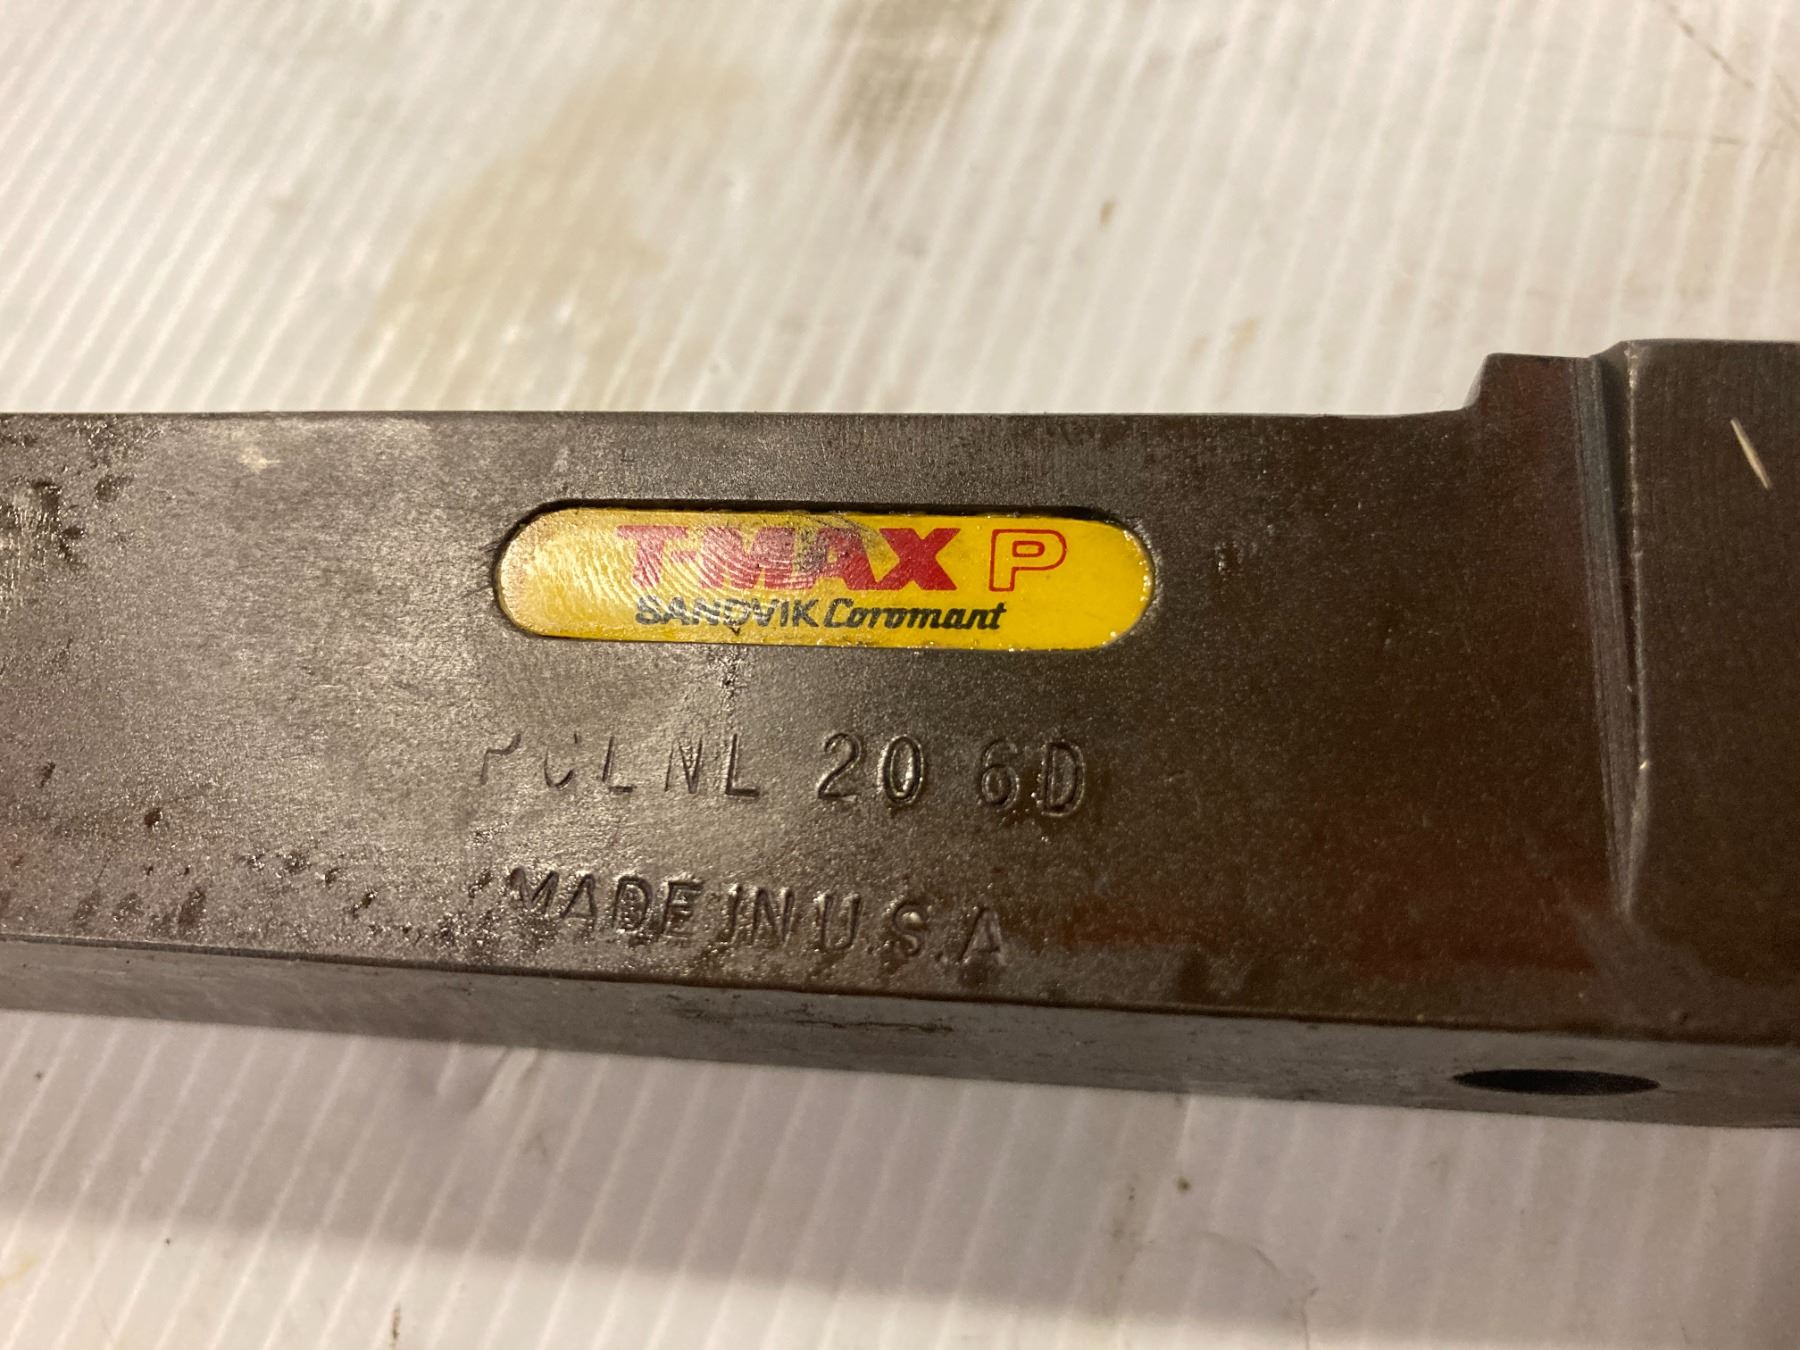 T-MAX P
SANDVIK Coromant
PCLNL 20 6D
MADE IN U.S.A